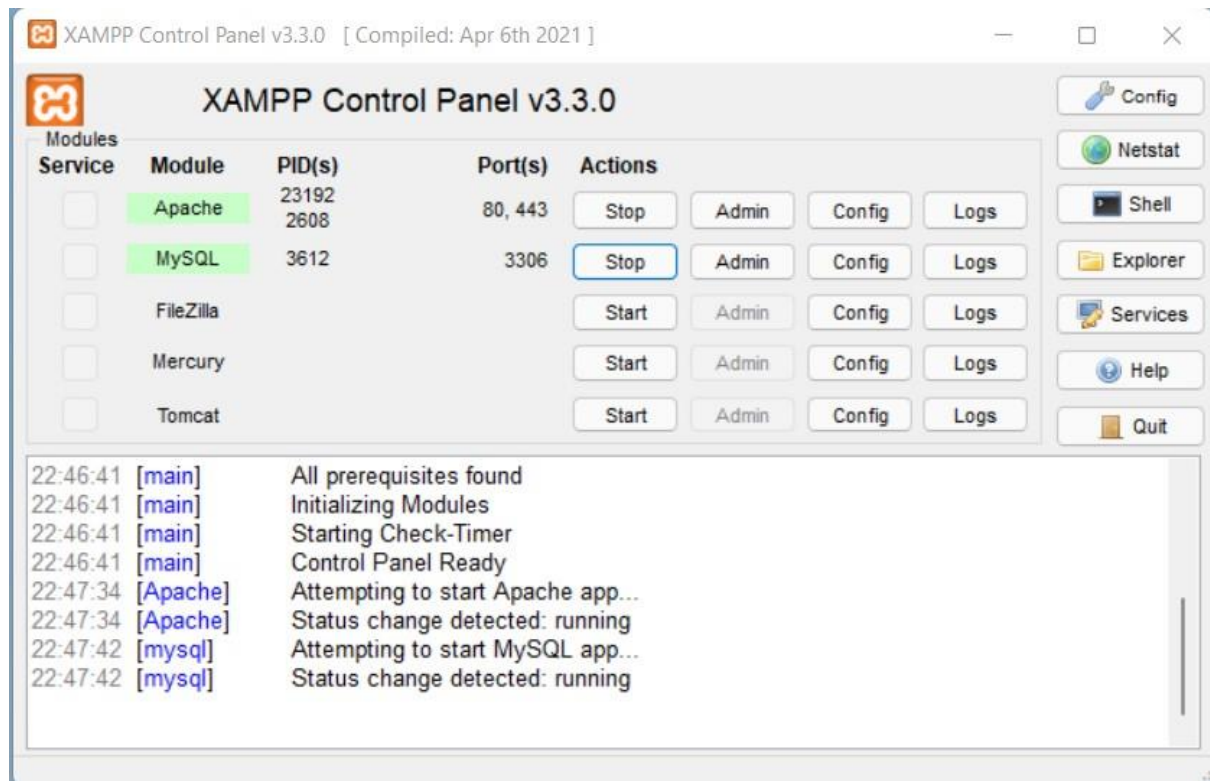 XAMPP Control Panel v3.3.0 [ Compiled: Apr 6th 2021 ]
XAMPP Control Panel v3.3.0
Config
Modules
Service Module PID(s) Port(s) Actions
Netstat
Apache 23192 2608 80, 443 Stop Admin Config Logs
Shell
MySQL 3612 3306 Stop Admin Config Logs
Explorer
FileZilla Start Admin Config Logs
Services
Mercury Start Admin Config Logs
Help
Tomcat Start Admin Config Logs
Quit
22:46:41 [main] All prerequisites found
22:46:41 [main] Initializing Modules
22:46:41 [main] Starting Check-Timer
22:46:41 [main] Control Panel Ready
22:47:34 [Apache] Attempting to start Apache app...
22:47:34 [Apache] Status change detected: running
22:47:42 [mysql] Attempting to start MySQL app...
22:47:42 [mysql] Status change detected: running